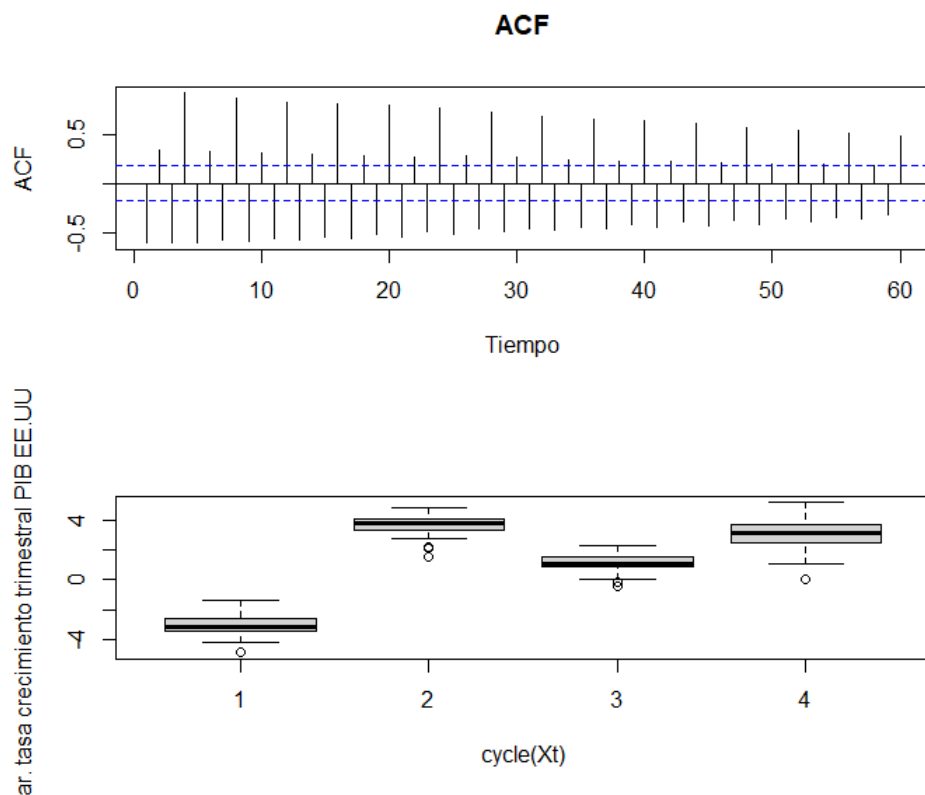 ACF
ACF
0.5
-0.5
0 10 20 30 40 50 60
Tiempo
ar. tasa crecimiento trimestral PIB EE.UU
4
0
-4
1 2 3 4
cycle(Xt)